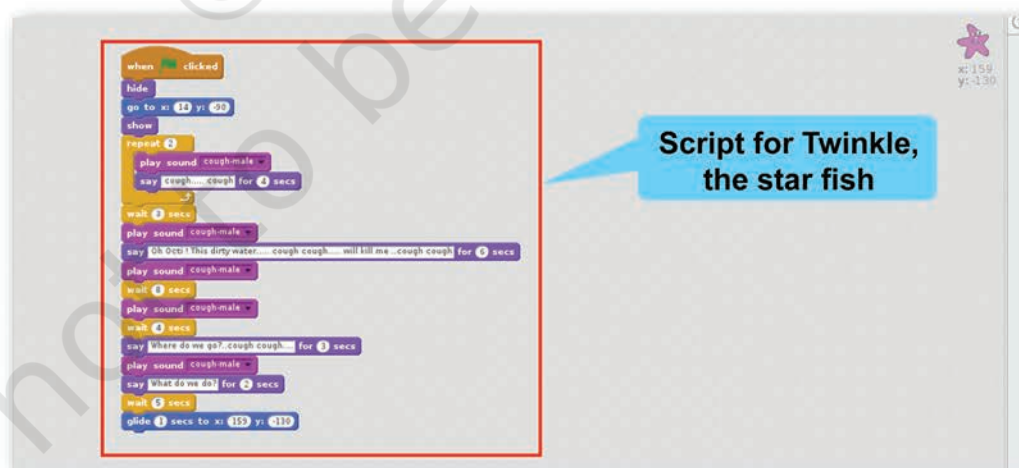 when clicked
hide
go to x: 14 y: -90
show
repeat 2
play sound cough-male
say cough.... cough for 4 secs
wait 3 secs
play sound cough-male
say Oh Octi ! This dirty water..... cough cough.... will kill me ..cough cough for 6 secs
play sound cough-male
wait 8 secs
play sound cough-male
wait 4 secs
say Where do we go?..cough cough.... for 3 secs
play sound cough-male
say What do we do? for 2 secs
wait 5 secs
glide 1 secs to x: 159 y: -130
Script for Twinkle,
the star fish
x: 159
y: -130
not to be